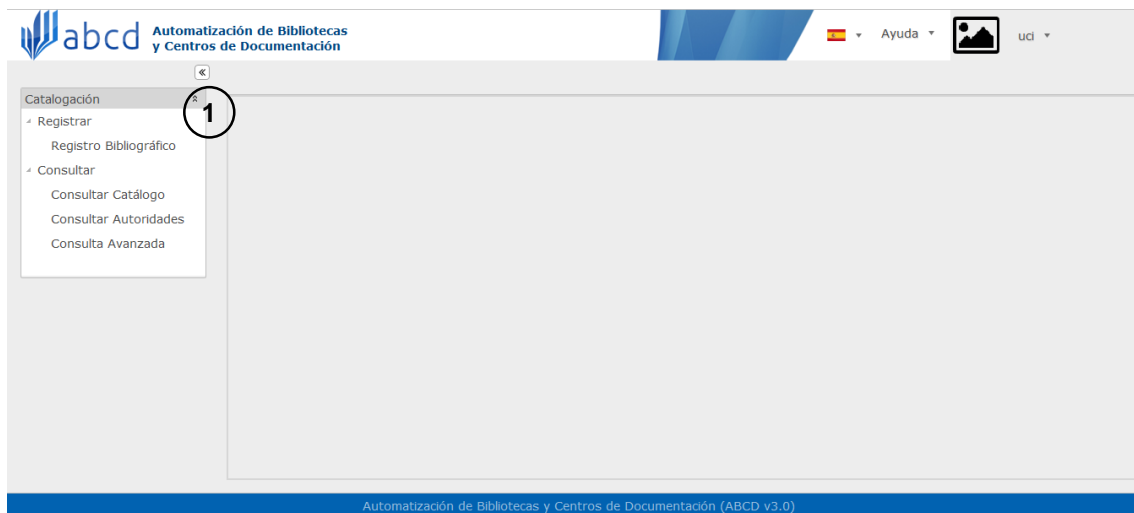 abcd
Automatización de Bibliotecas
y Centros de Documentación
Ayuda
uci
Catalogación
1
Registrar
Registro Bibliográfico
Consultar
Consultar Catálogo
Consultar Autoridades
Consulta Avanzada
Automatización de Bibliotecas y Centros de Documentación (ABCD v3.0)